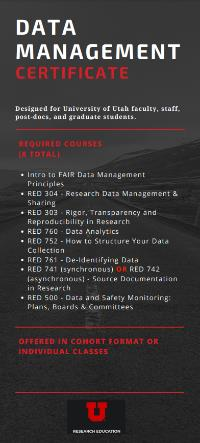 DATA
MANAGEMENT
CERTIFICATE
Designed for University of Utah faculty, staff,
post-docs, and graduate students.
REQUIRED COURSES
(8 TOTAL)
• Intro to FAIR Data Management
Principles
• RED 304 - Research Data Management &
Sharing
• RED 303 - Rigor, Transparency and
Reproducibility in Research
• RED 760 - Data Analytics
• RED 752 - How to Structure Your Data
Collection
• RED 761 - De-Identifying Data
• RED 741 (synchronous) OR RED 742
(asynchronous) - Source Documentation
in Research
• RED 500 - Data and Safety Monitoring:
Plans, Boards & Committees
OFFERED IN COHORT FORMAT OR
INDIVIDUAL CLASSES
U
RESEARCH EDUCATION